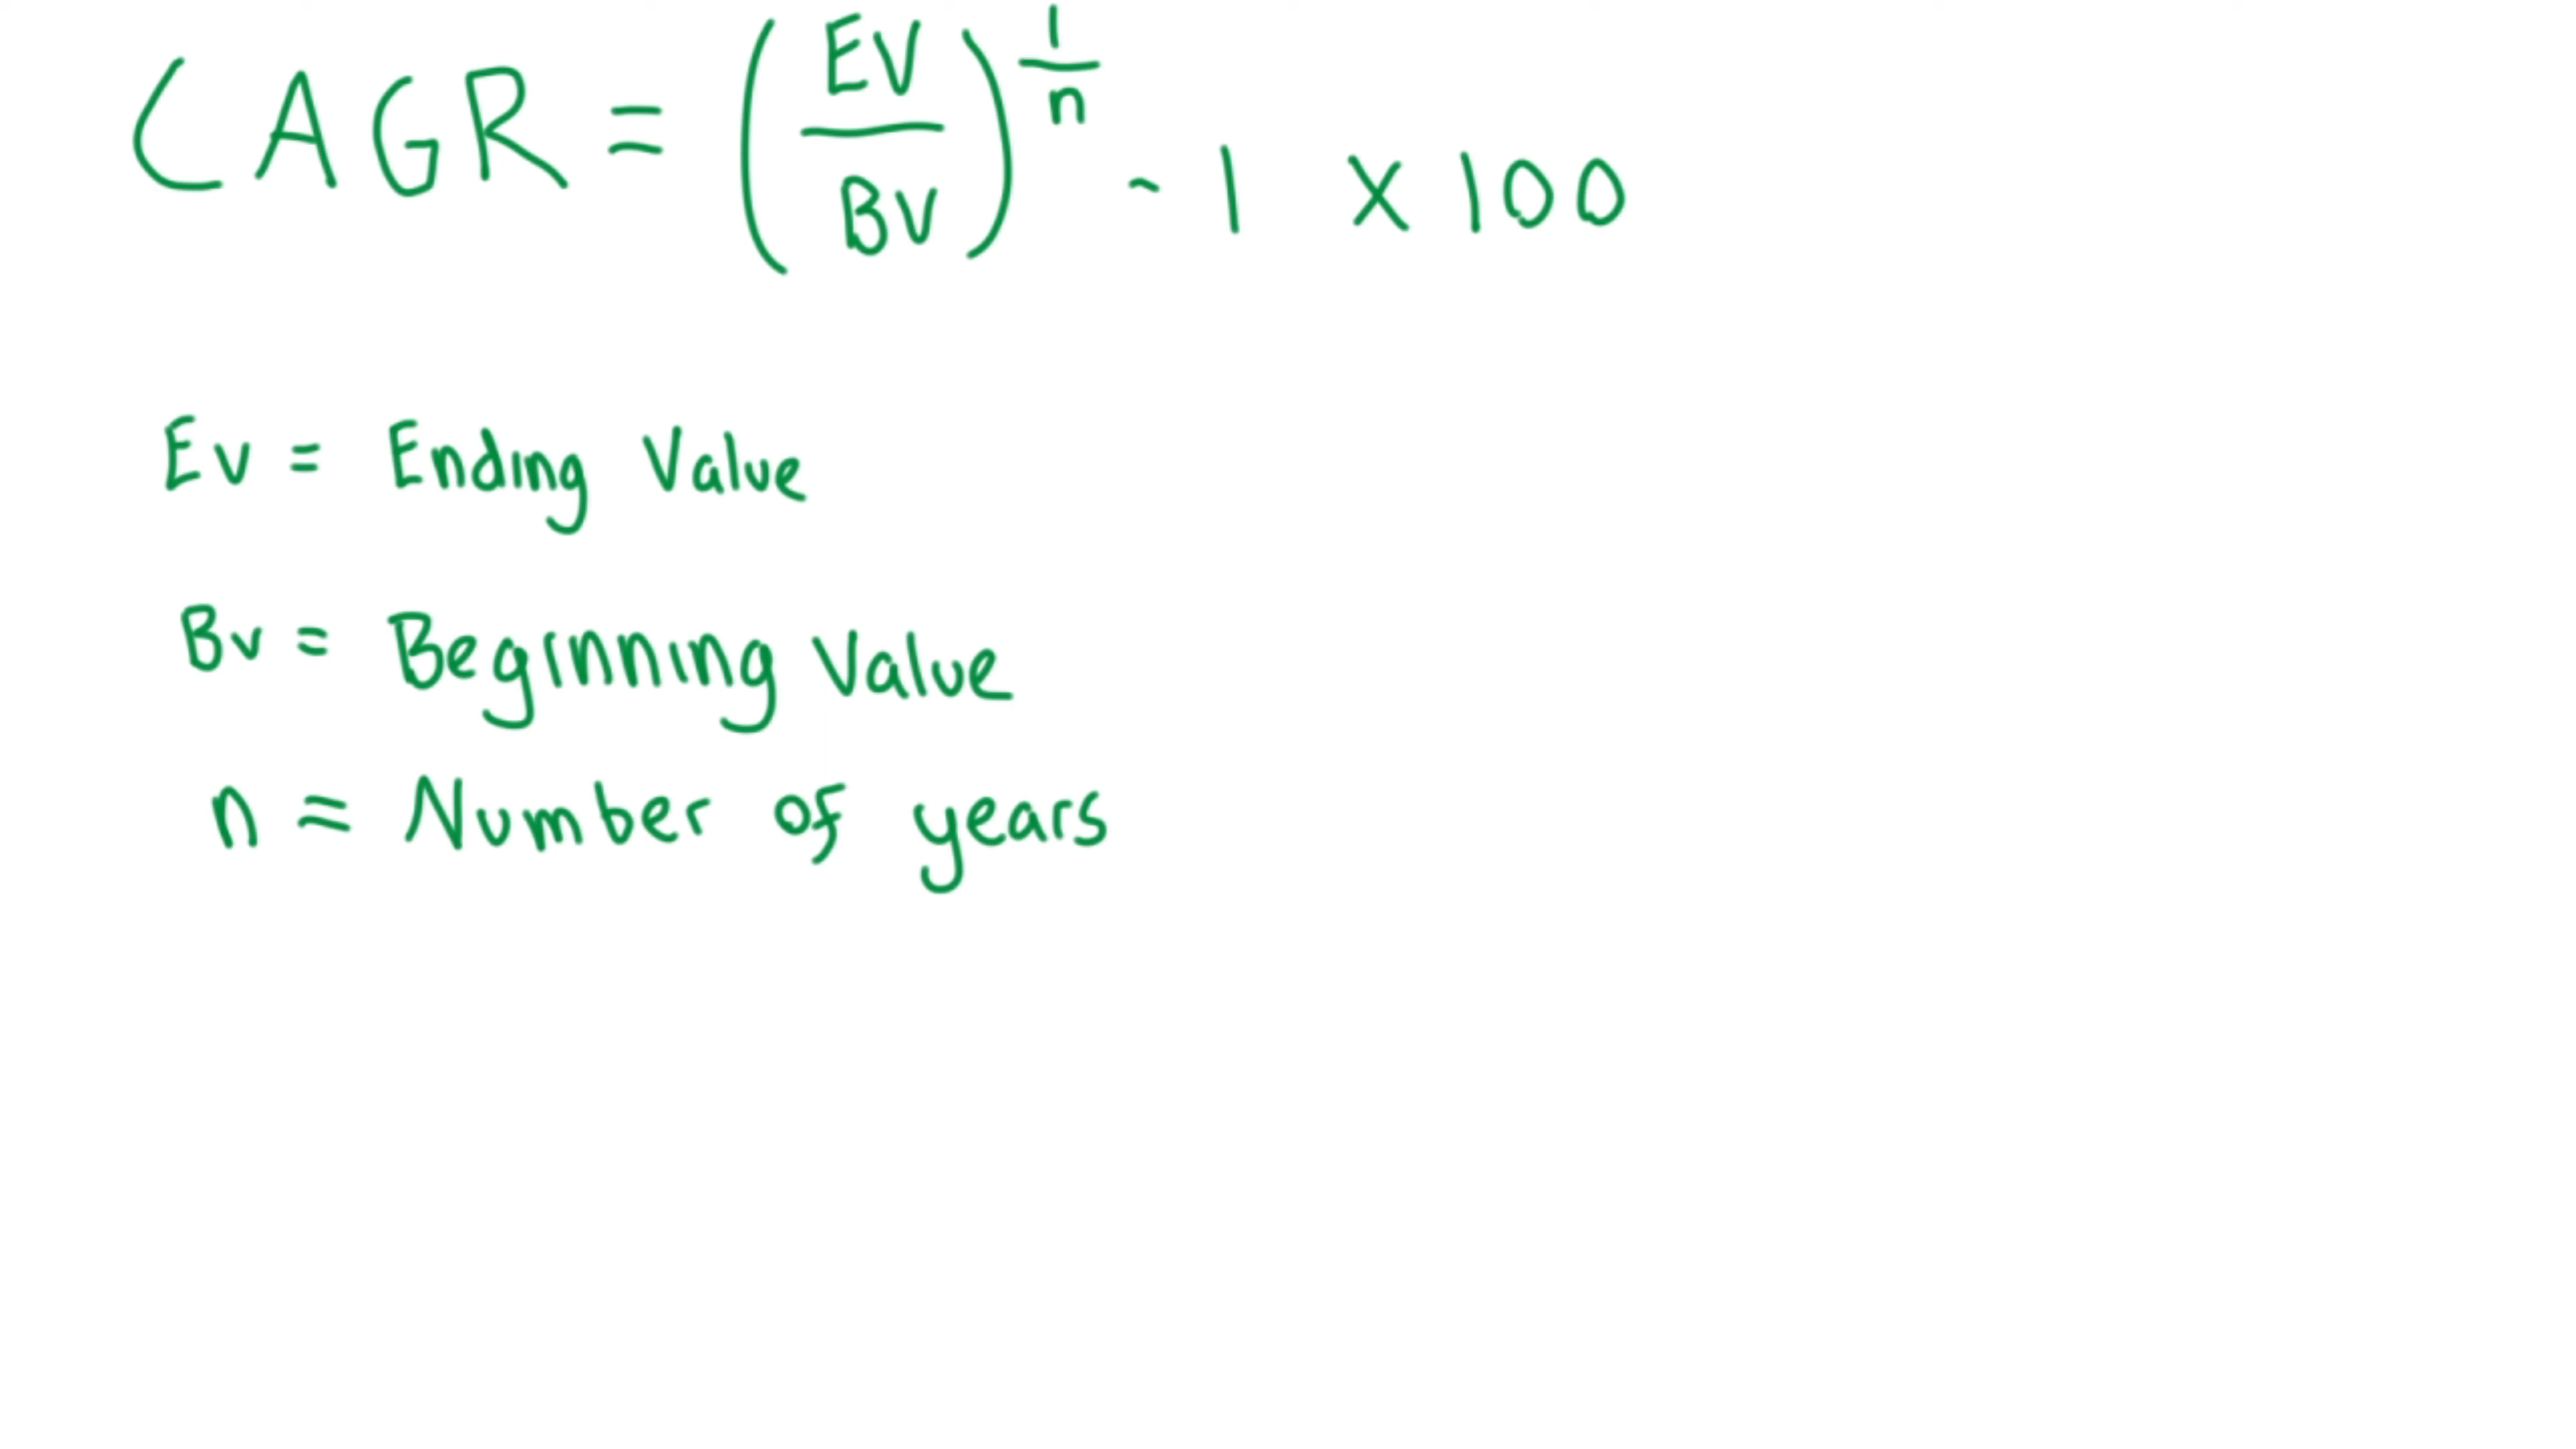 CAGR = (EV/BV)^(1/n) - 1 x 100
Ev = Ending Value
Bv = Beginning Value
n = Number of years